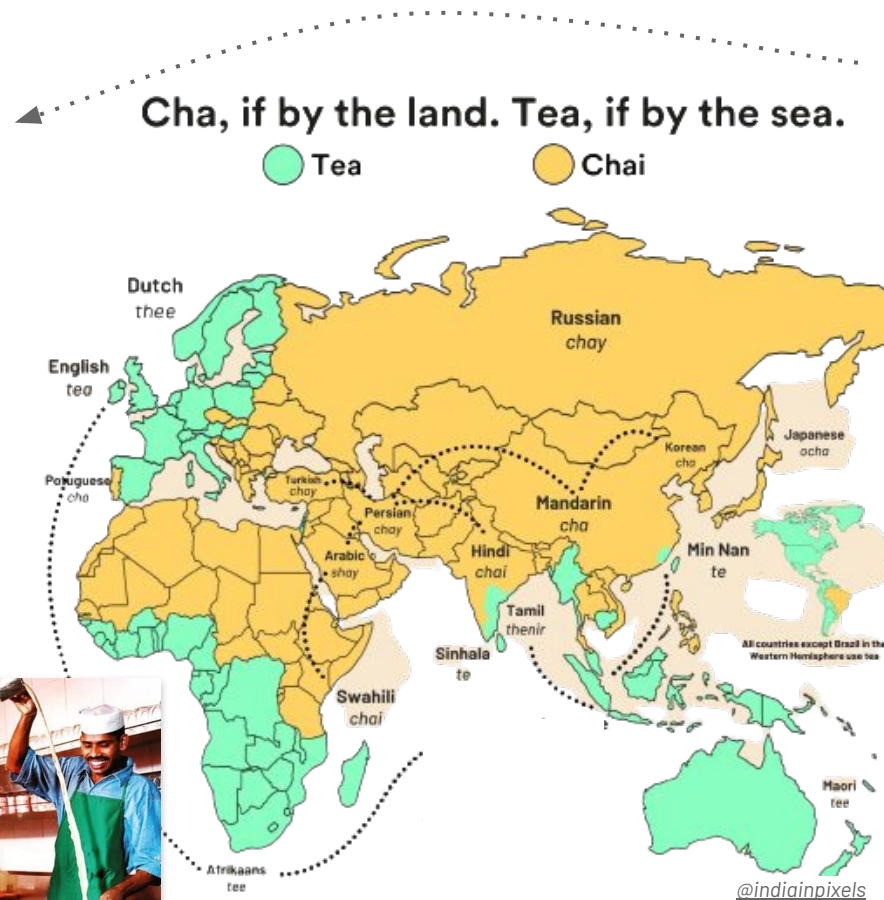 Cha, if by the land. Tea, if by the sea.
Tea
Chai
Dutch
thee
Russian
chay
English
tea
Japanese
ocha
Korean
cha
Potuguese
cha
Turkish
chay
Mandarin
cha
Persian
chay
Hindi
chai
Min Nan
te
Arabic
shay
Tamil
thenir
All countries except Brazil in the
Western Hemisphere use tea
Sinhala
te
Swahili
chai
Maori
tee
Afrikaans
tee
@indiainpixels